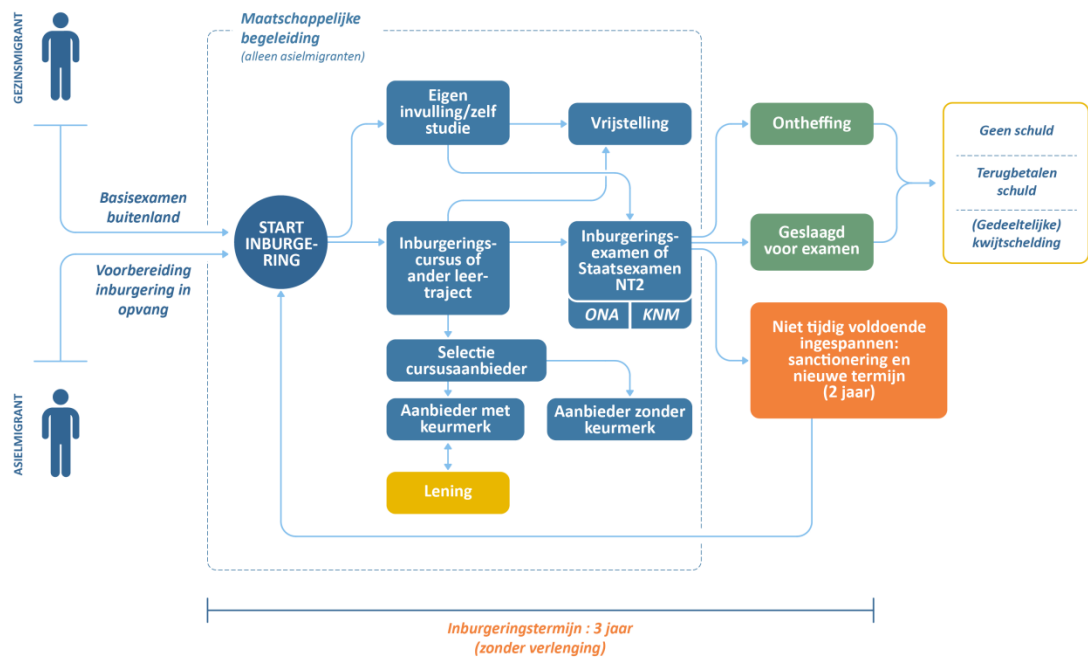 GEZINSMIGRANT
Maatschappelijke
begeleiding
(alleen asielmigranten)
Eigen
invulling/zelf
studie
Vrijstelling
Ontheffing
Geen schuld
Terugbetalen
schuld
(Gedeeltelijke)
kwijtschelding
Basisexamen
buitenland
START
INBURGE-
RING
Inburgerings-
cursus of
ander leer-
traject
Inburgerings-
examen of
Staatsexamen
NT2
ONA
KNM
Geslaagd
voor examen
Voorbereiding
inburgering in
opvang
Niet tijdig voldoende
ingespannen:
sanctionering en
nieuwe termijn
(2 jaar)
Selectie
cursusaanbieder
Aanbieder met
keurmerk
Aanbieder zonder
keurmerk
ASIELMIGRANT
Lening
Inburgeringstermijn : 3 jaar
(zonder verlenging)